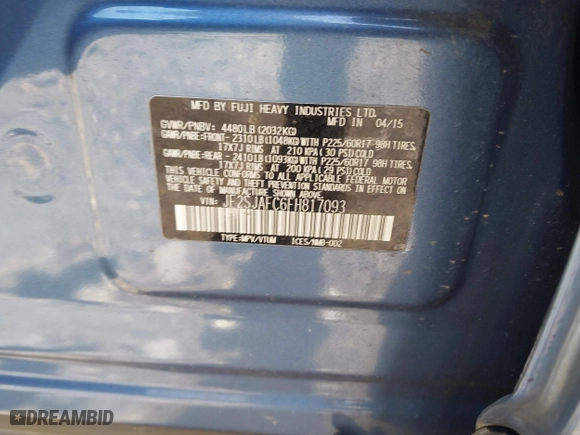 MFD BY FUJI HEAVY INDUSTRIES LTD.
MFD. IN 04/15
GVWR/PNBV: 4480LB(2032KG)
GAWR/PNBE:FRONT-2310LB(1048KG)WITH P225/60R17 98H TIRES,
17X7J RIMS AT 210 KPA(30 PSI)COLD
GAWR/PNBE:REAR-2410LB(1093KG)WITH P225/60R17 98H TIRES,
17X7J RIMS AT 200 KPA(29 PSI)COLD
THIS VEHICLE CONFORMS TO ALL APPLICABLE FEDERAL MOTOR
VEHICLE SAFETY STANDARDS IN EFFECT ON THE DATE OF
MANUFACTURE SHOWN ABOVE.
VIN: JF2SJAFC6FH817093
TYPE:MPV/VTUM ICES/NMB-002
DREAMBID